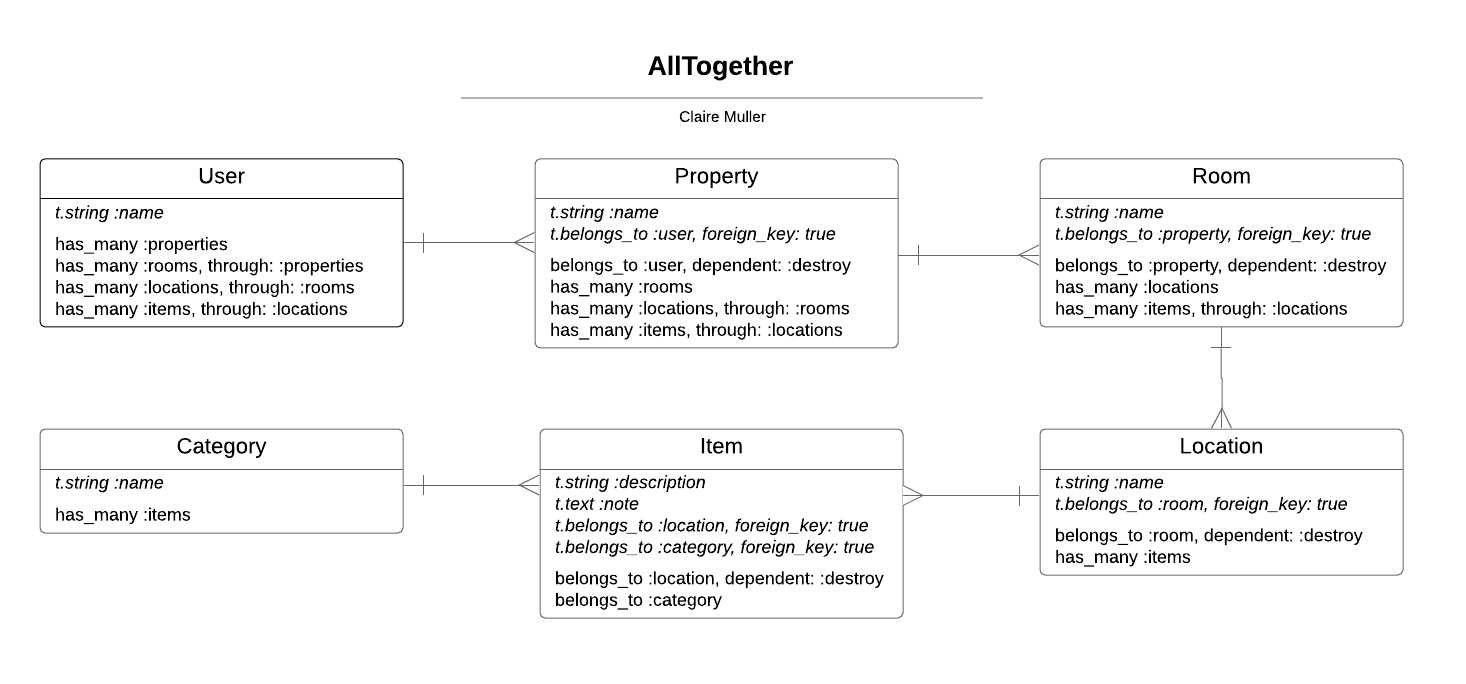 AllTogether
Claire Muller
User
t.string :name
has_many :properties
has_many :rooms, through: :properties
has_many :locations, through: :rooms
has_many :items, through: :locations
Property
t.string :name
t.belongs_to :user, foreign_key: true
belongs_to :user, dependent: :destroy
has_many :rooms
has_many :locations, through: :rooms
has_many :items, through: :locations
Room
t.string :name
t.belongs_to :property, foreign_key: true
belongs_to :property, dependent: :destroy
has_many :locations
has_many :items, through: :locations
Category
t.string :name
has_many :items
Item
t.string :description
t.text :note
t.belongs_to :location, foreign_key: true
t.belongs_to :category, foreign_key: true
belongs_to :location, dependent: :destroy
belongs_to :category
Location
t.string :name
t.belongs_to :room, foreign_key: true
belongs_to :room, dependent: :destroy
has_many :items